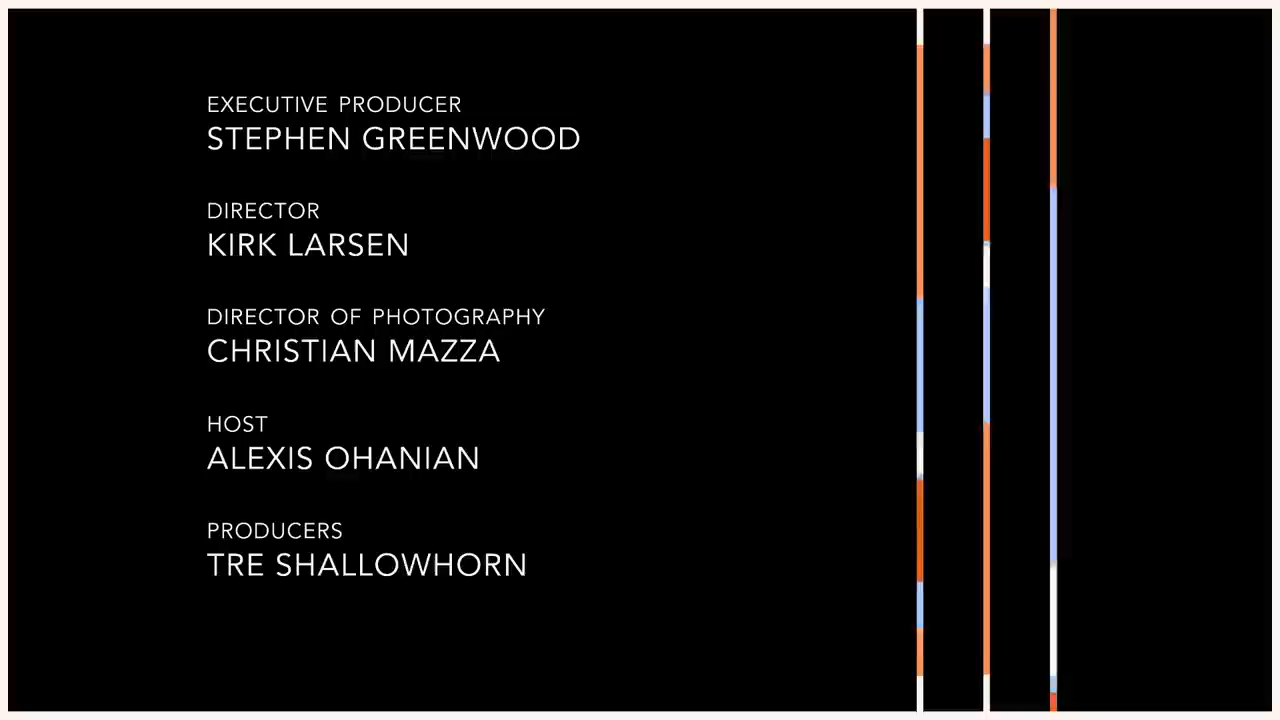 EXECUTIVE PRODUCER
STEPHEN GREENWOOD
DIRECTOR
KIRK LARSEN
DIRECTOR OF PHOTOGRAPHY
CHRISTIAN MAZZA
HOST
ALEXIS OHANIAN
PRODUCERS
TRE SHALLOWHORN